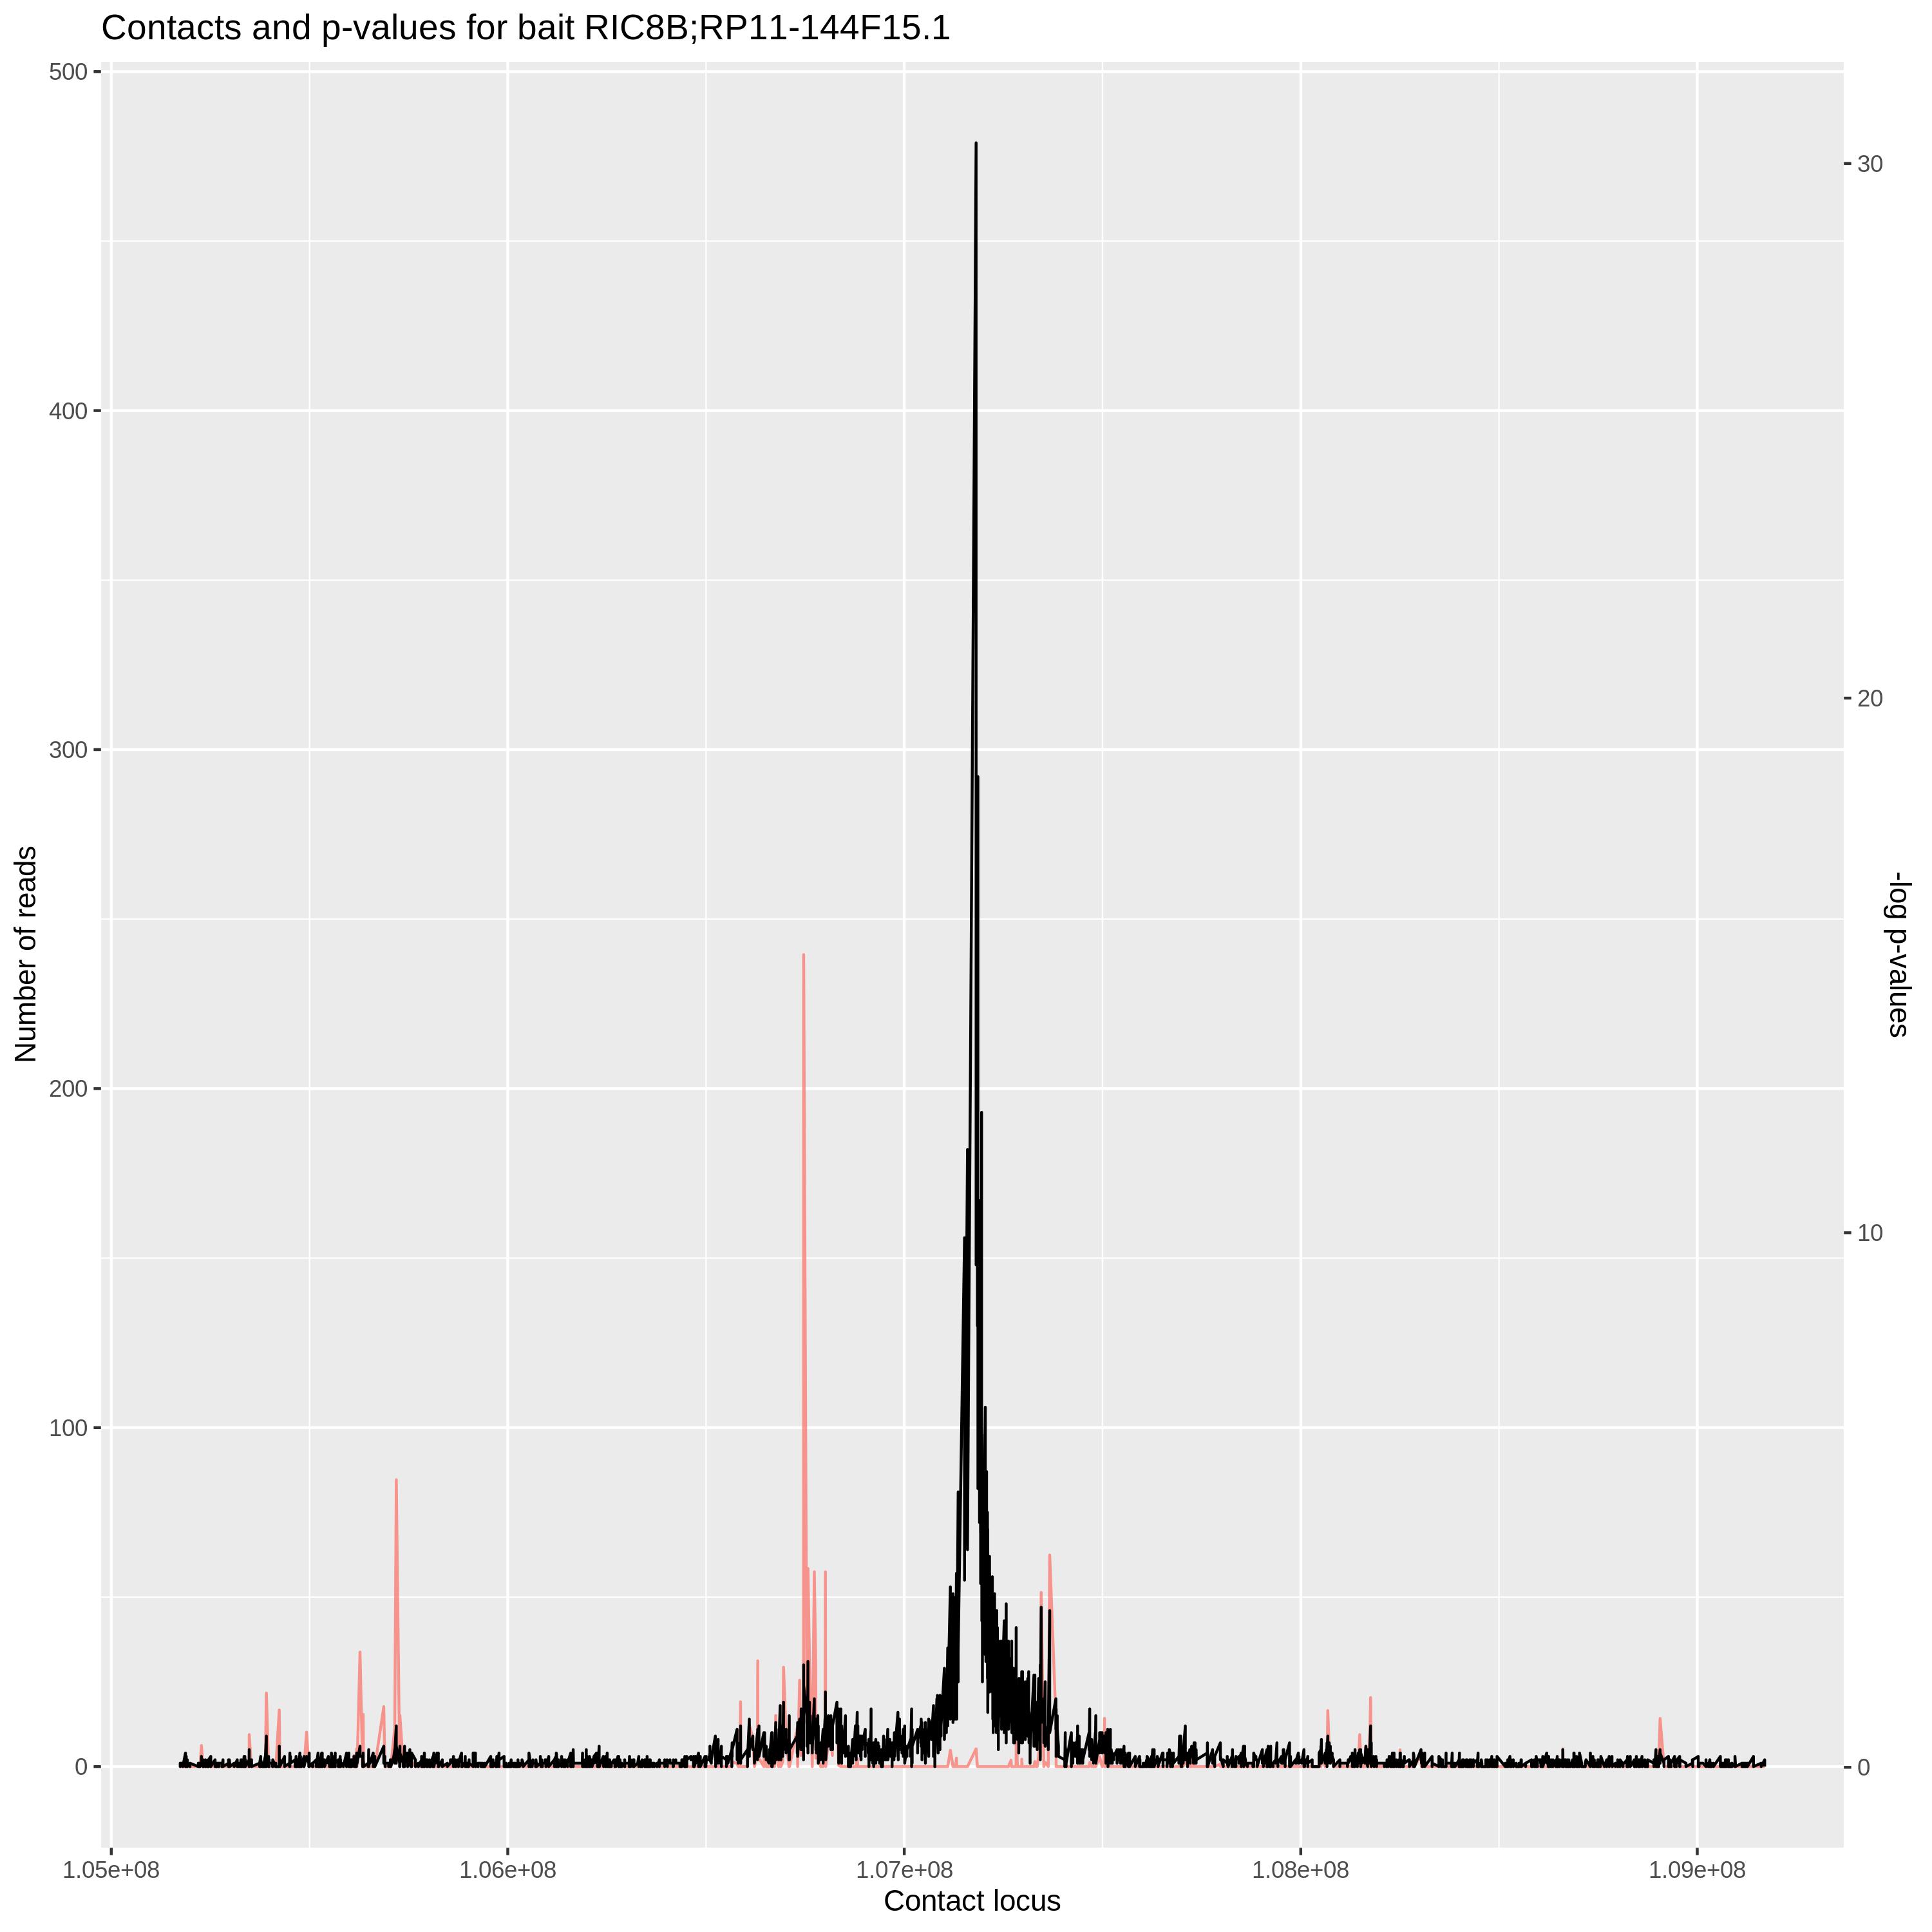 Contacts and p-values for bait RIC8B;RP11-144F15.1
500
400
300
200
100
0
Number of reads
30
20
10
0
-log p-values
1.05e+08
1.06e+08
1.07e+08
1.08e+08
1.09e+08
Contact locus